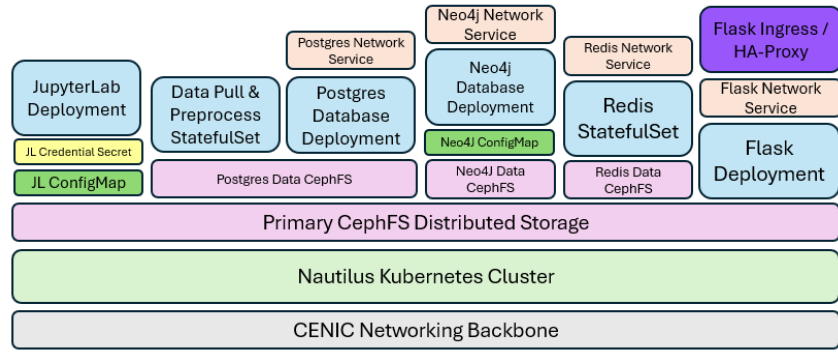 JupyterLab
Deployment
JL Credential Secret
JL ConfigMap
Data Pull &
Preprocess
StatefulSet
Postgres Network
Service
Postgres
Database
Deployment
Postgres Data CephFS
Neo4j Network
Service
Neo4j
Database
Deployment
Neo4J ConfigMap
Neo4J Data
CephFS
Redis Network
Service
Redis
StatefulSet
Redis Data
CephFS
Flask Ingress /
HA-Proxy
Flask Network
Service
Flask
Deployment
Primary CephFS Distributed Storage
Nautilus Kubernetes Cluster
CENIC Networking Backbone